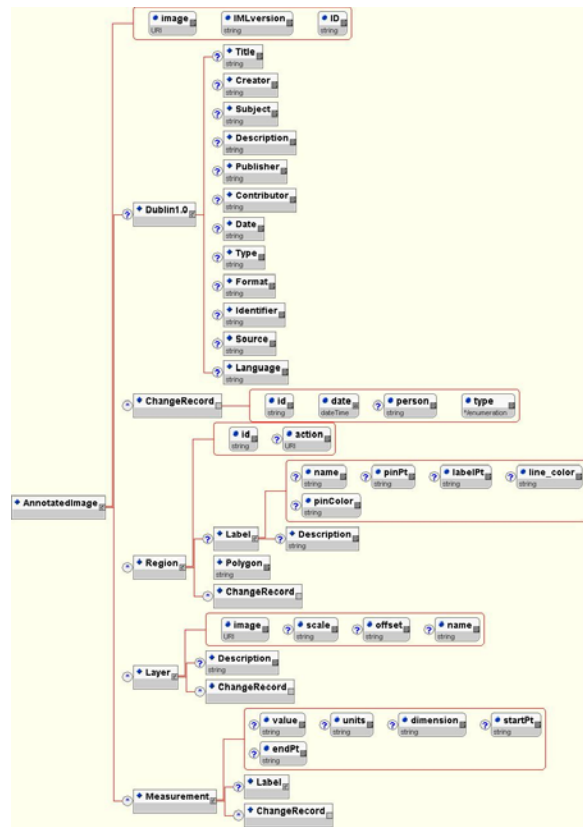 image IMLversion ID
URI string string
Title
string
Creator
string
Subject
string
Description
string
Publisher
string
Contributor
string
Dublin1.0
Date
string
Type
string
Format
string
Identifier
string
Source
string
Language
string
ChangeRecord
id date person type
string dateTime string */enumeration
id action
string URI
AnnotatedImage
Region
name pinPt labelPt line_color
string string string string
pinColor
string
Label
Description
string
Polygon
string
ChangeRecord
image scale offset name
URI string string string
Layer
Description
string
ChangeRecord
value units dimension startPt
string string string string
endPt
string
Label
Measurement
ChangeRecord